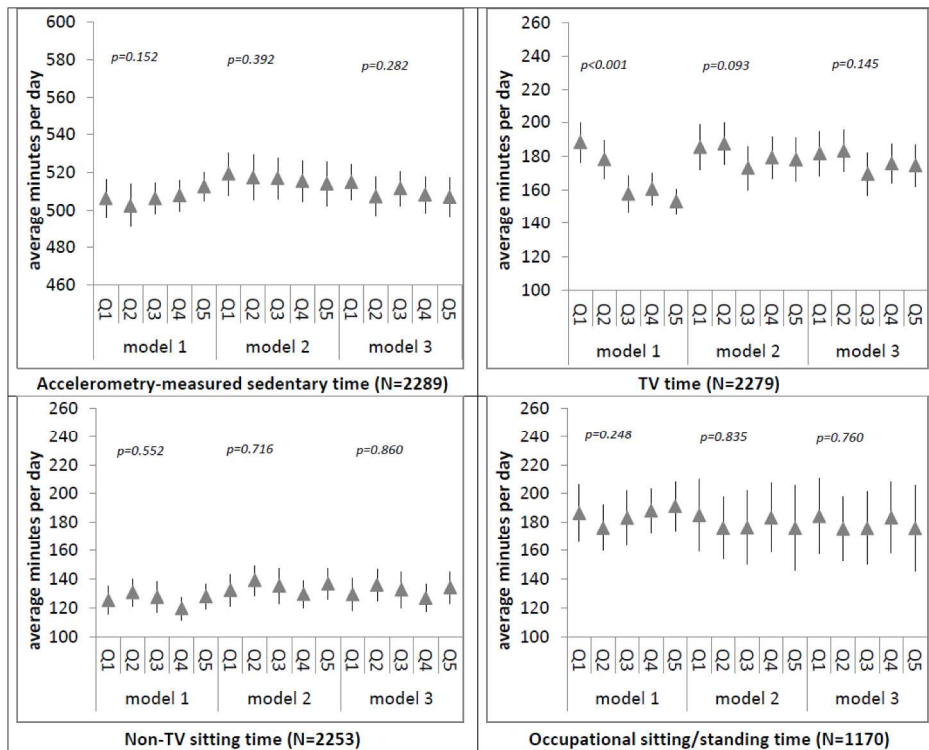 average minutes per day
600
580
560
540
520
500
480
460
p=0.152
p=0.392
p=0.282
Q1 Q2 Q3 Q4 Q5 Q1 Q2 Q3 Q4 Q5 Q1 Q2 Q3 Q4 Q5
model 1 model 2 model 3
Accelerometry-measured sedentary time (N=2289)
average minutes per day
260
240
220
200
180
160
140
120
100
p<0.001
p=0.093
p=0.145
Q1 Q2 Q3 Q4 Q5 Q1 Q2 Q3 Q4 Q5 Q1 Q2 Q3 Q4 Q5
model 1 model 2 model 3
TV time (N=2279)
average minutes per day
260
240
220
200
180
160
140
120
100
p=0.552
p=0.716
p=0.860
Q1 Q2 Q3 Q4 Q5 Q1 Q2 Q3 Q4 Q5 Q1 Q2 Q3 Q4 Q5
model 1 model 2 model 3
Non-TV sitting time (N=2253)
average minutes per day
260
240
220
200
180
160
140
120
100
p=0.248
p=0.835
p=0.760
Q1 Q2 Q3 Q4 Q5 Q1 Q2 Q3 Q4 Q5 Q1 Q2 Q3 Q4 Q5
model 1 model 2 model 3
Occupational sitting/standing time (N=1170)